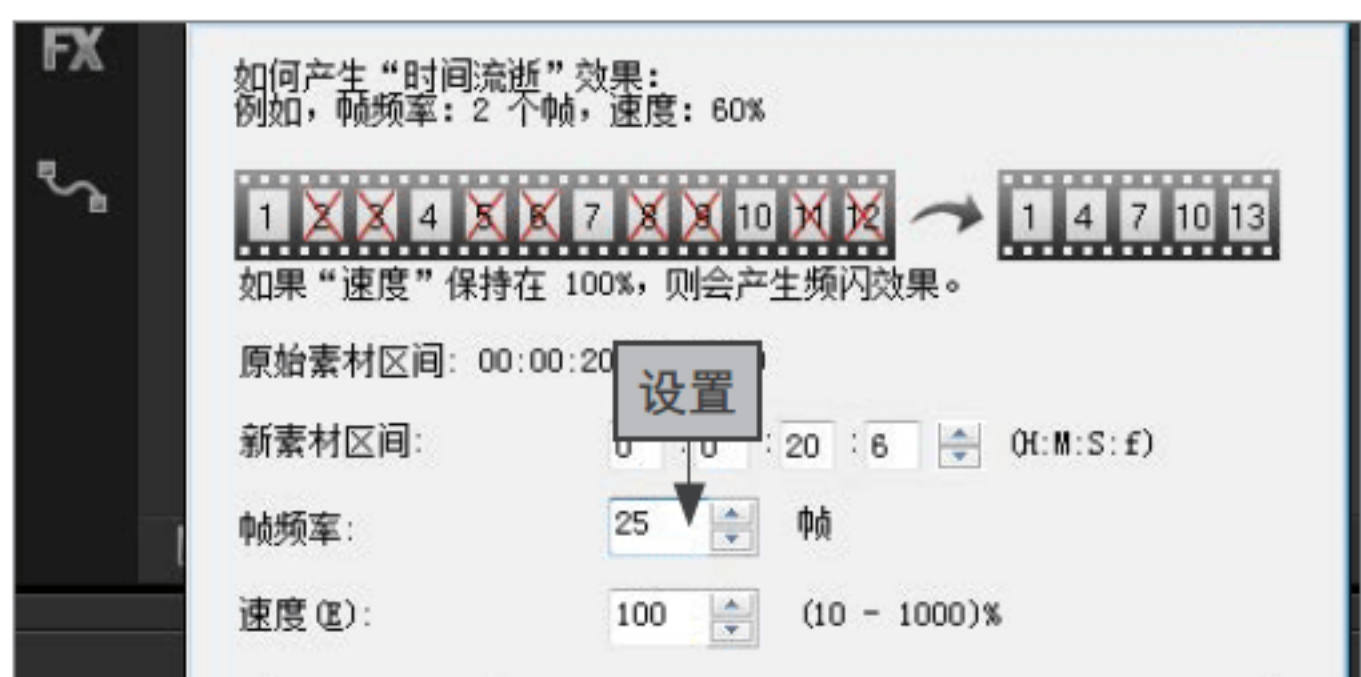 FX
如何产生“时间流逝”效果：
例如，帧频率：2 个帧，速度：60%
1 2 3 4 5 6 7 8 9 10 11 12 1 4 7 10 13
如果“速度”保持在 100%，则会产生频闪效果。
原始素材区间: 00:00:20
设置
新素材区间: 0 :0 :20 :6 (H:M:S:f)
帧频率: 25 帧
速度(E): 100 (10 - 1000)%